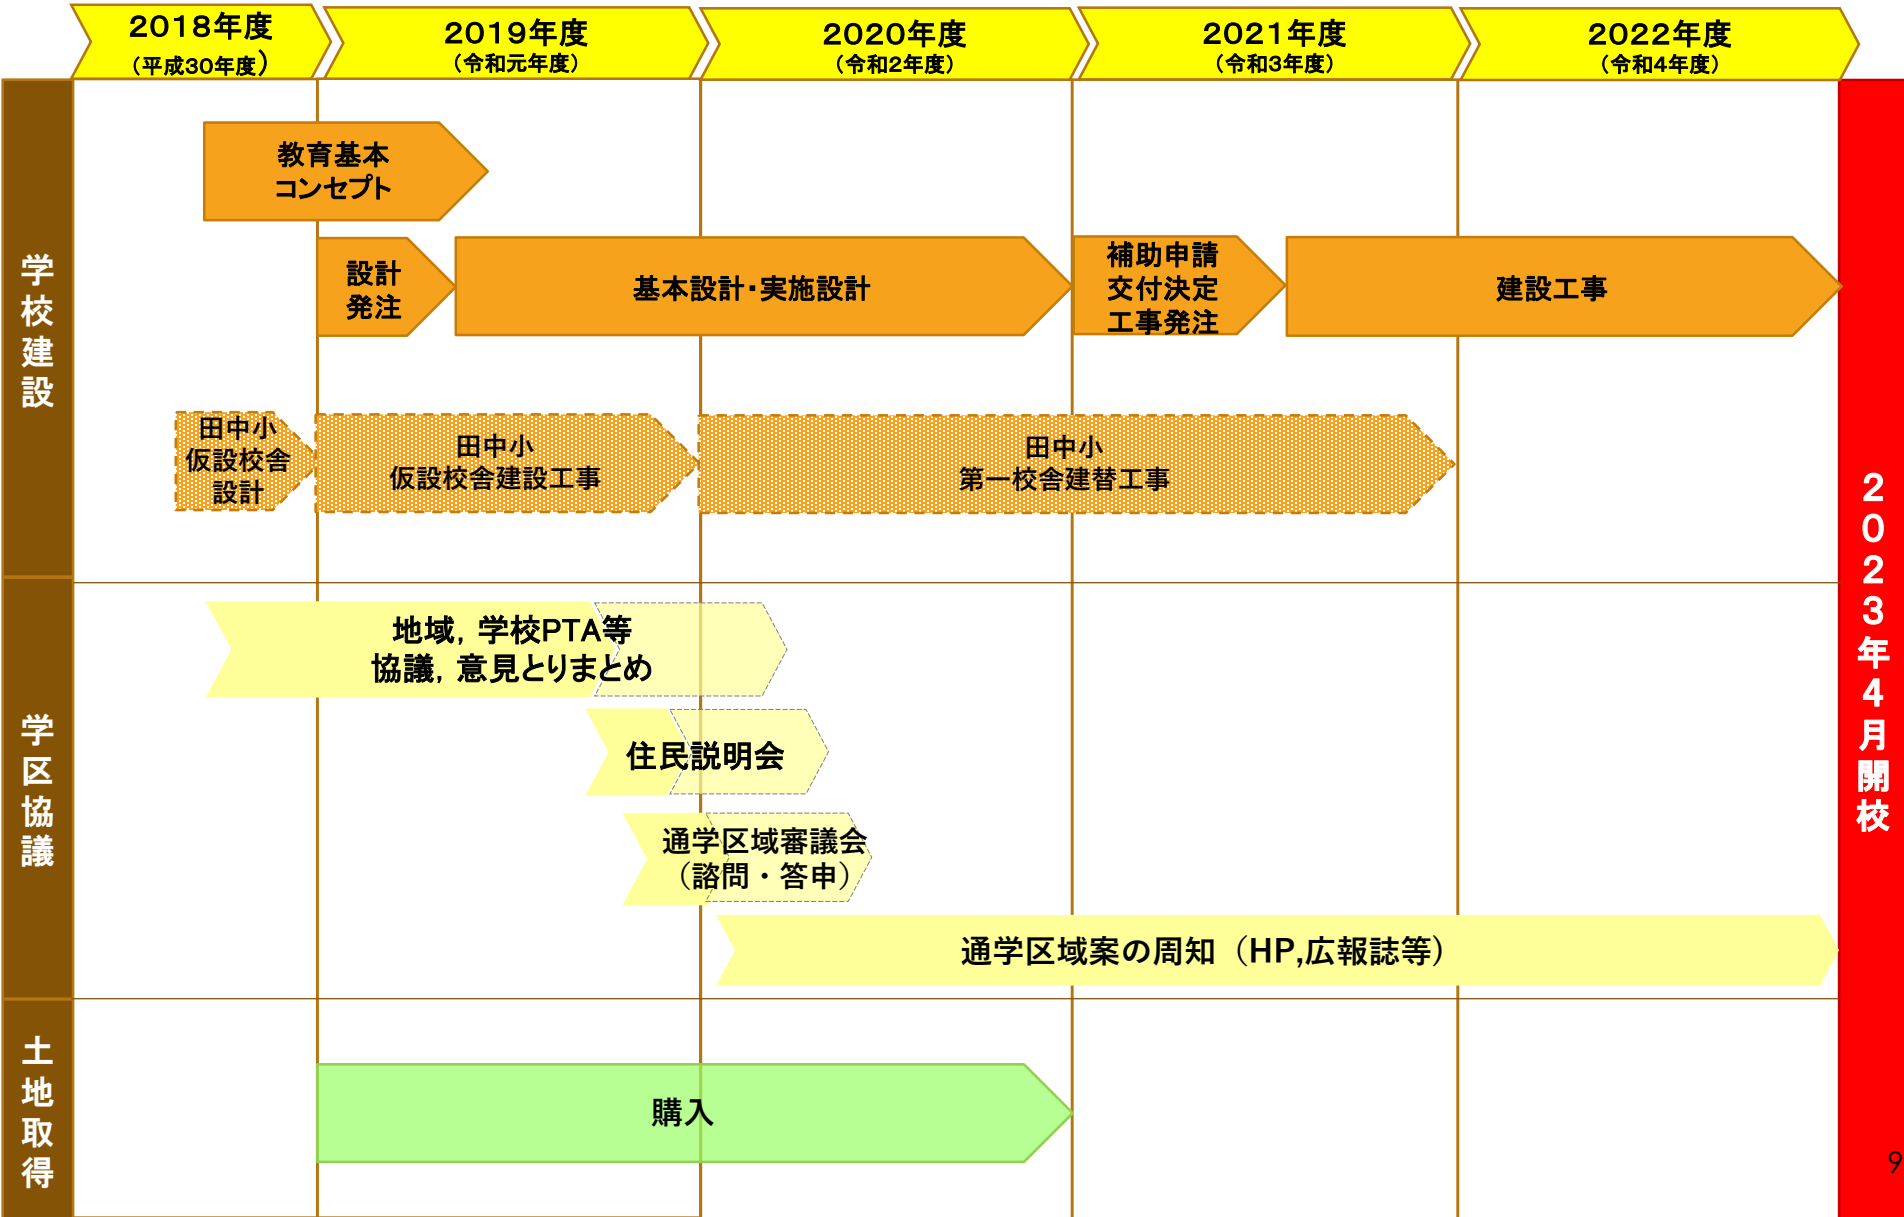 2018年度
（平成30年度）
2019年度
（令和元年度）
2020年度
（令和2年度）
2021年度
（令和3年度）
2022年度
（令和4年度）
学校建設
教育基本
コンセプト
設計
発注
基本設計・実施設計
補助申請
交付決定
工事発注
建設工事
田中小
仮設校舎
設計
田中小
仮設校舎建設工事
田中小
第一校舎建替工事
学区協議
地域，学校PTA等
協議，意見とりまとめ
住民説明会
通学区域審議会
（諮問・答申）
通学区域案の周知（HP,広報誌等）
土地取得
購入
2023年4月開校
9